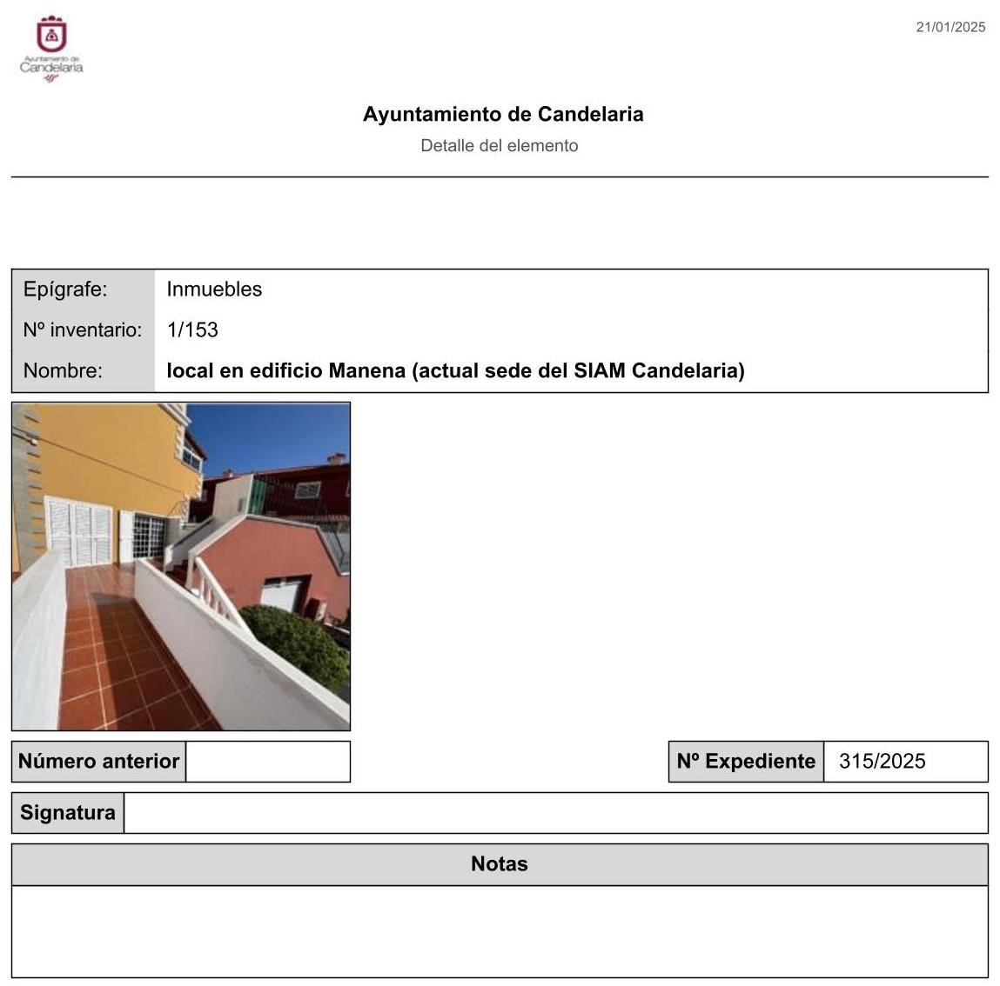 Ayuntamiento de
Candelaria
21/01/2025
Ayuntamiento de Candelaria
Detalle del elemento
Epígrafe: Inmuebles
Nº inventario: 1/153
Nombre: local en edificio Manena (actual sede del SIAM Candelaria)
Número anterior
Nº Expediente 315/2025
Signatura
Notas